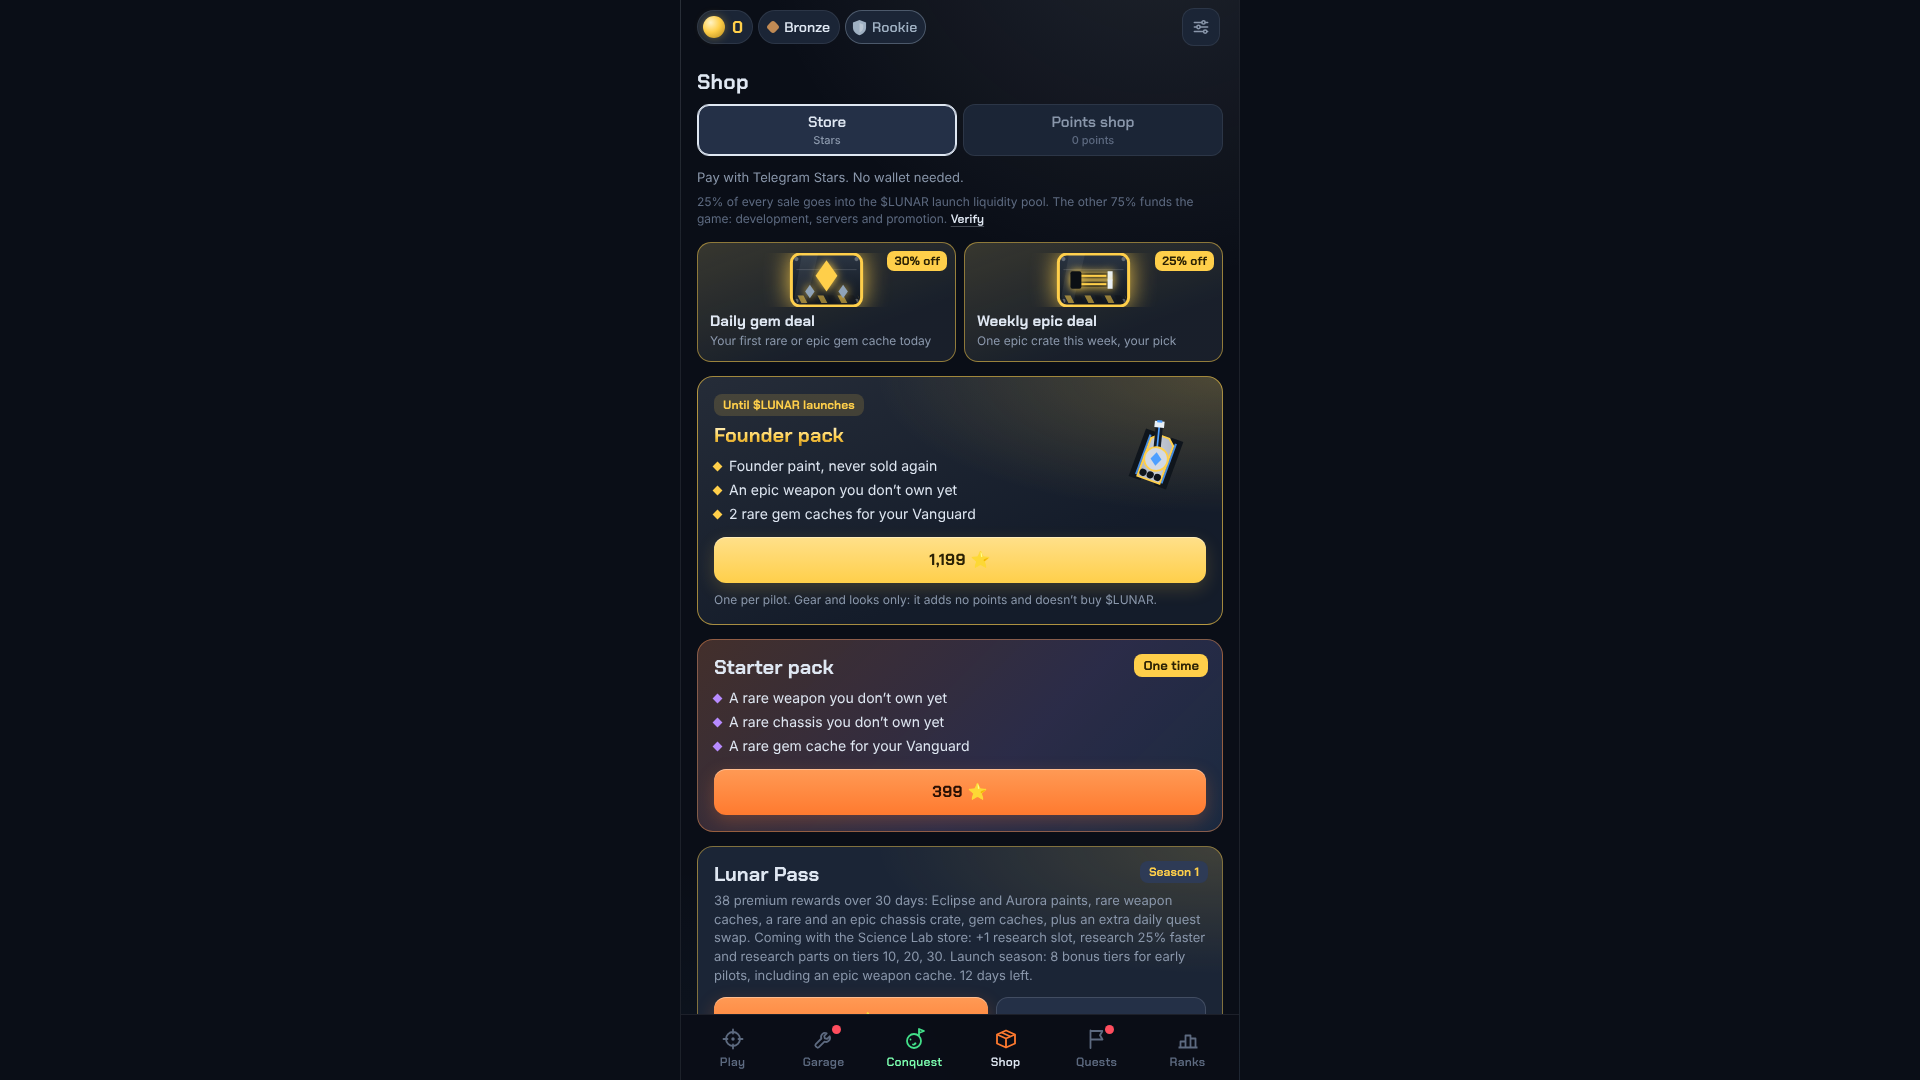 0
Bronze
Rookie
Shop
Store
Stars
Points shop
0 points
Pay with Telegram Stars. No wallet needed.
25% of every sale goes into the $LUNAR launch liquidity pool. The other 75% funds the
game: development, servers and promotion. Verify
30% off
Daily gem deal
Your first rare or epic gem cache today
25% off
Weekly epic deal
One epic crate this week, your pick
Until $LUNAR launches
Founder pack
Founder paint, never sold again
An epic weapon you don’t own yet
2 rare gem caches for your Vanguard
1,199 ⭐
One per pilot. Gear and looks only: it adds no points and doesn’t buy $LUNAR.
Starter pack
One time
A rare weapon you don’t own yet
A rare chassis you don’t own yet
A rare gem cache for your Vanguard
399 ⭐
Lunar Pass
Season 1
38 premium rewards over 30 days: Eclipse and Aurora paints, rare weapon
caches, a rare and an epic chassis crate, gem caches, plus an extra daily quest
swap. Coming with the Science Lab store: +1 research slot, research 25% faster
and research parts on tiers 10, 20, 30. Launch season: 8 bonus tiers for early
pilots, including an epic weapon cache. 12 days left.
Play
Garage
Conquest
Shop
Quests
Ranks